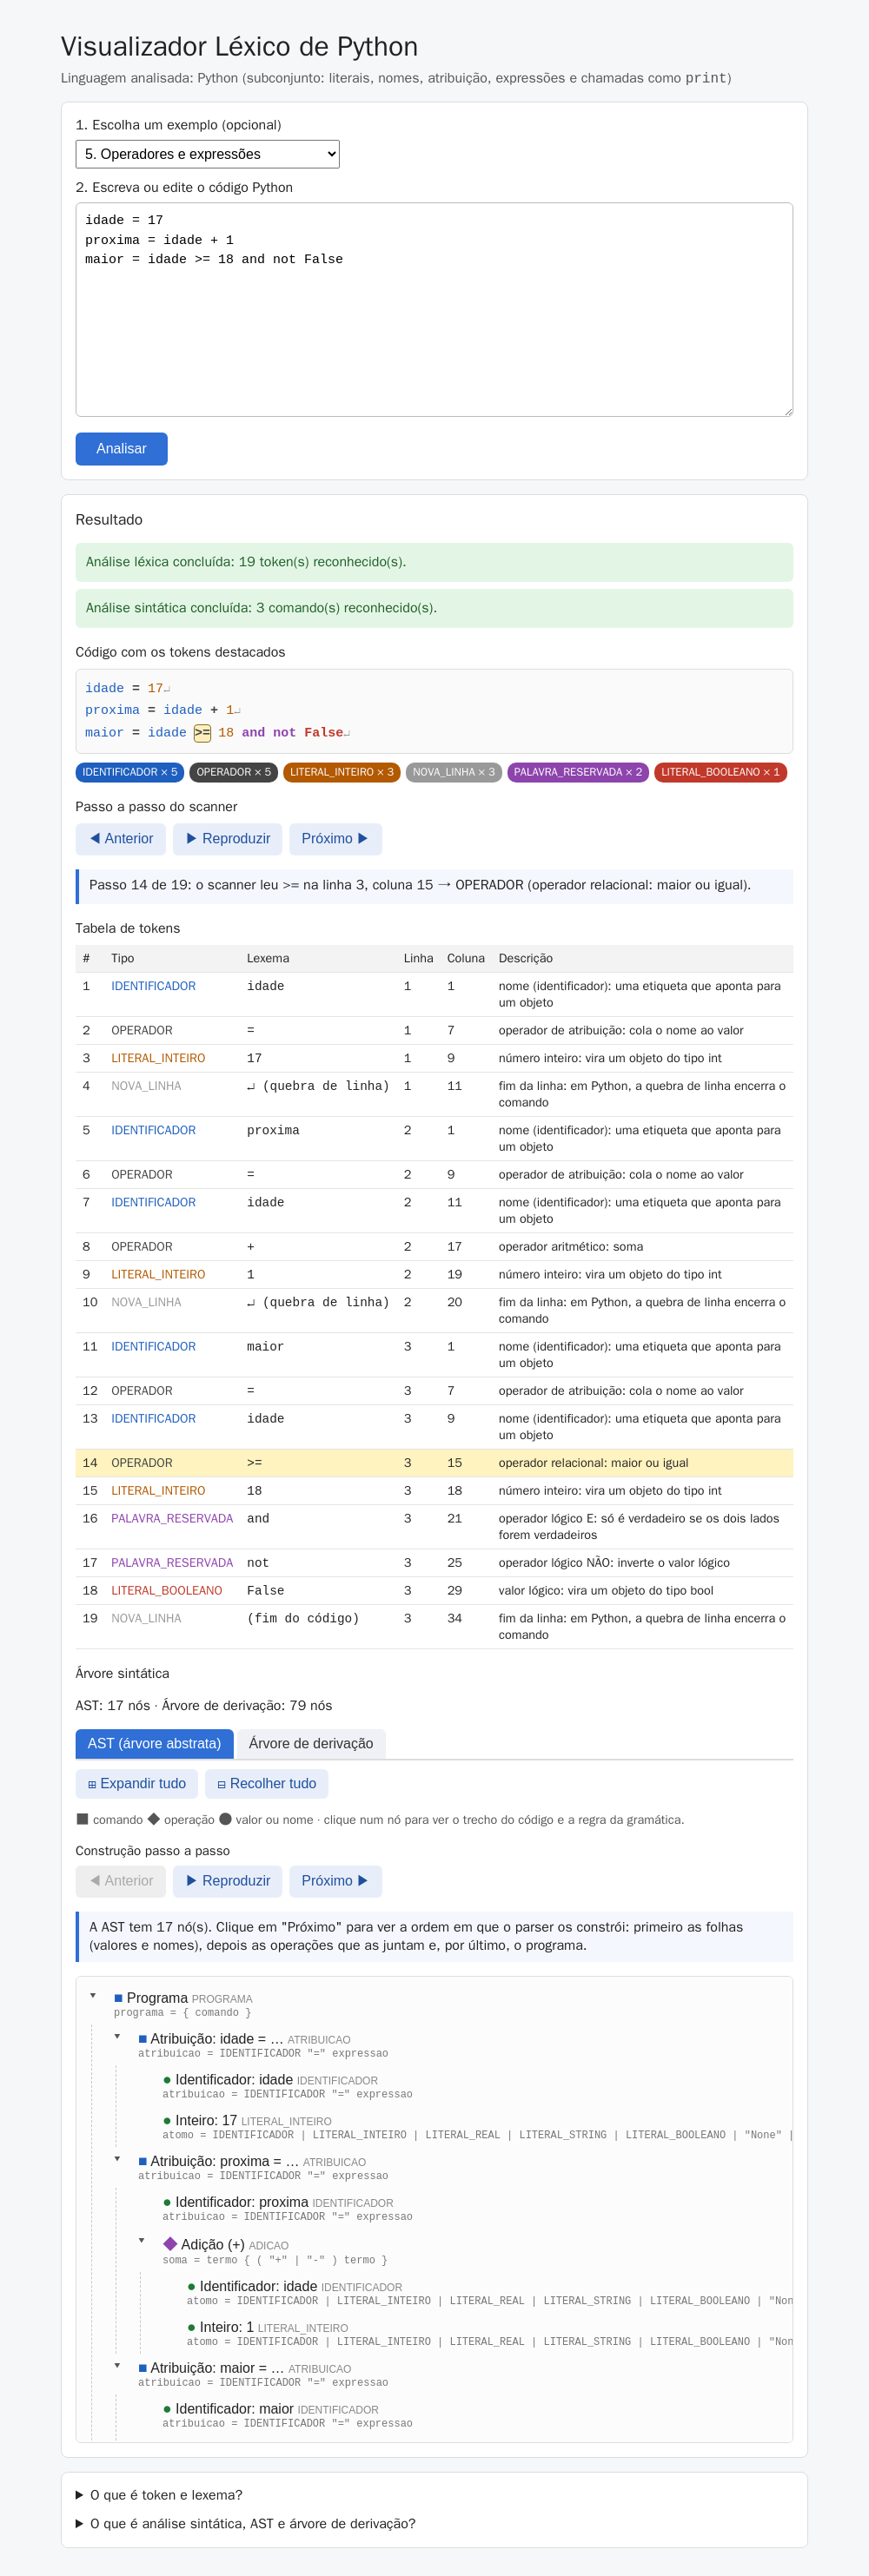 Visualizador Léxico de Python
Linguagem analisada: Python (subconjunto: literais, nomes, atribuição, expressões e chamadas como print)
1. Escolha um exemplo (opcional)
5. Operadores e expressões
2. Escreva ou edite o código Python
idade = 17
proxima = idade + 1
maior = idade >= 18 and not False
Analisar
Resultado
Análise léxica concluída: 19 token(s) reconhecido(s).
Análise sintática concluída: 3 comando(s) reconhecido(s).
Código com os tokens destacados
idade = 17↵
proxima = idade + 1↵
maior = idade >= 18 and not False↵
IDENTIFICADOR × 5 OPERADOR × 5 LITERAL_INTEIRO × 3 NOVA_LINHA × 3 PALAVRA_RESERVADA × 2 LITERAL_BOOLEANO × 1
Passo a passo do scanner
◀ Anterior ▶ Reproduzir Próximo ▶
Passo 14 de 19: o scanner leu >= na linha 3, coluna 15 → OPERADOR (operador relacional: maior ou igual).
Tabela de tokens
# Tipo Lexema Linha Coluna Descrição
1 IDENTIFICADOR idade 1 1 nome (identificador): uma etiqueta que aponta para
um objeto
2 OPERADOR = 1 7 operador de atribuição: cola o nome ao valor
3 LITERAL_INTEIRO 17 1 9 número inteiro: vira um objeto do tipo int
4 NOVA_LINHA ↵ (quebra de linha) 1 11 fim da linha: em Python, a quebra de linha encerra o
comando
5 IDENTIFICADOR proxima 2 1 nome (identificador): uma etiqueta que aponta para
um objeto
6 OPERADOR = 2 9 operador de atribuição: cola o nome ao valor
7 IDENTIFICADOR idade 2 11 nome (identificador): uma etiqueta que aponta para
um objeto
8 OPERADOR + 2 17 operador aritmético: soma
9 LITERAL_INTEIRO 1 2 19 número inteiro: vira um objeto do tipo int
10 NOVA_LINHA ↵ (quebra de linha) 2 20 fim da linha: em Python, a quebra de linha encerra o
comando
11 IDENTIFICADOR maior 3 1 nome (identificador): uma etiqueta que aponta para
um objeto
12 OPERADOR = 3 7 operador de atribuição: cola o nome ao valor
13 IDENTIFICADOR idade 3 9 nome (identificador): uma etiqueta que aponta para
um objeto
14 OPERADOR >= 3 15 operador relacional: maior ou igual
15 LITERAL_INTEIRO 18 3 18 número inteiro: vira um objeto do tipo int
16 PALAVRA_RESERVADA and 3 21 operador lógico E: só é verdadeiro se os dois lados
forem verdadeiros
17 PALAVRA_RESERVADA not 3 25 operador lógico NÃO: inverte o valor lógico
18 LITERAL_BOOLEANO False 3 29 valor lógico: vira um objeto do tipo bool
19 NOVA_LINHA (fim do código) 3 34 fim da linha: em Python, a quebra de linha encerra o
comando
Árvore sintática
AST: 17 nós · Árvore de derivação: 79 nós
AST (árvore abstrata) Árvore de derivação
⊞ Expandir tudo ⊟ Recolher tudo
■ comando ◆ operação ● valor ou nome · clique num nó para ver o trecho do código e a regra da gramática.
Construção passo a passo
◀ Anterior ▶ Reproduzir Próximo ▶
A AST tem 17 nó(s). Clique em "Próximo" para ver a ordem em que o parser os constrói: primeiro as folhas
(valores e nomes), depois as operações que as juntam e, por último, o programa.
▾ ■ Programa PROGRAMA
programa = { comando }
▾ ■ Atribuição: idade = … ATRIBUICAO
atribuicao = IDENTIFICADOR "=" expressao
● Identificador: idade IDENTIFICADOR
atribuicao = IDENTIFICADOR "=" expressao
● Inteiro: 17 LITERAL_INTEIRO
atomo = IDENTIFICADOR | LITERAL_INTEIRO | LITERAL_REAL | LITERAL_STRING | LITERAL_BOOLEANO | "None" |
▾ ■ Atribuição: proxima = … ATRIBUICAO
atribuicao = IDENTIFICADOR "=" expressao
● Identificador: proxima IDENTIFICADOR
atribuicao = IDENTIFICADOR "=" expressao
▾ ◆ Adição (+) ADICAO
soma = termo { ( "+" | "-" ) termo }
● Identificador: idade IDENTIFICADOR
atomo = IDENTIFICADOR | LITERAL_INTEIRO | LITERAL_REAL | LITERAL_STRING | LITERAL_BOOLEANO | "Non
● Inteiro: 1 LITERAL_INTEIRO
atomo = IDENTIFICADOR | LITERAL_INTEIRO | LITERAL_REAL | LITERAL_STRING | LITERAL_BOOLEANO | "Non
▾ ■ Atribuição: maior = … ATRIBUICAO
atribuicao = IDENTIFICADOR "=" expressao
● Identificador: maior IDENTIFICADOR
atribuicao = IDENTIFICADOR "=" expressao
▶ O que é token e lexema?
▶ O que é análise sintática, AST e árvore de derivação?